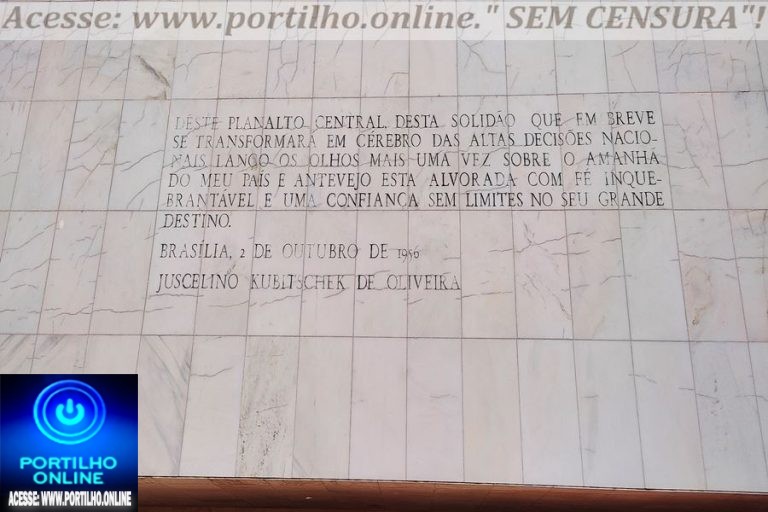 Acesse: www.portilho.online." SEM CENSURA"!
DESTE PLANALTO CENTRAL, DESTA SOLIDÃO QUE EM BREVE
SE TRANSFORMARÁ EM CÉREBRO DAS ALTAS DECISÕES NACIO-
NAIS LANÇO OS OLHOS MAIS UMA VEZ SOBRE O AMANHÃ
DO MEU PAÍS E ANTEVEJO ESTA ALVORADA COM FÉ INQUE-
BRANTÁVEL E UMA CONFIANÇA SEM LIMITES NO SEU GRANDE
DESTINO.
BRASÍLIA, 2 DE OUTUBRO DE 1956
JUSCELINO KUBITSCHEK DE OLIVEIRA
PORTILHO
ONLINE
ACESSE: WWW.PORTILHO.ONLINE